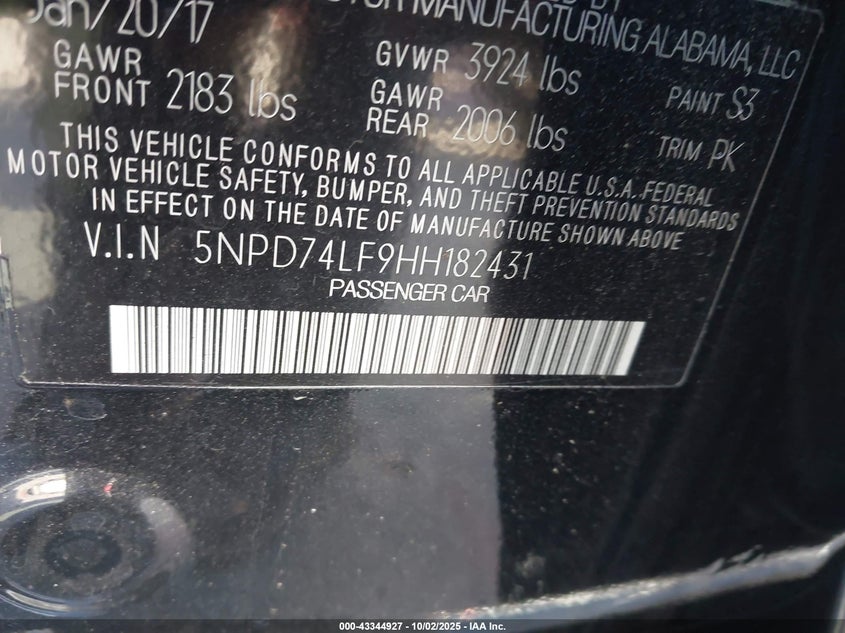 Jan/20/17
MANUFACTURING ALABAMA, LLC
GAWR FRONT 2183 lbs
GVWR 3924 lbs
GAWR REAR 2006 lbs
PAINT S3
TRIM PK
THIS VEHICLE CONFORMS TO ALL APPLICABLE U.S.A. FEDERAL
MOTOR VEHICLE SAFETY, BUMPER, AND THEFT PREVENTION STANDARDS
IN EFFECT ON THE DATE OF MANUFACTURE SHOWN ABOVE
V.I.N 5NPD74LF9HH182431
PASSENGER CAR
000-43344927 - 10/02/2025 - IAA Inc.